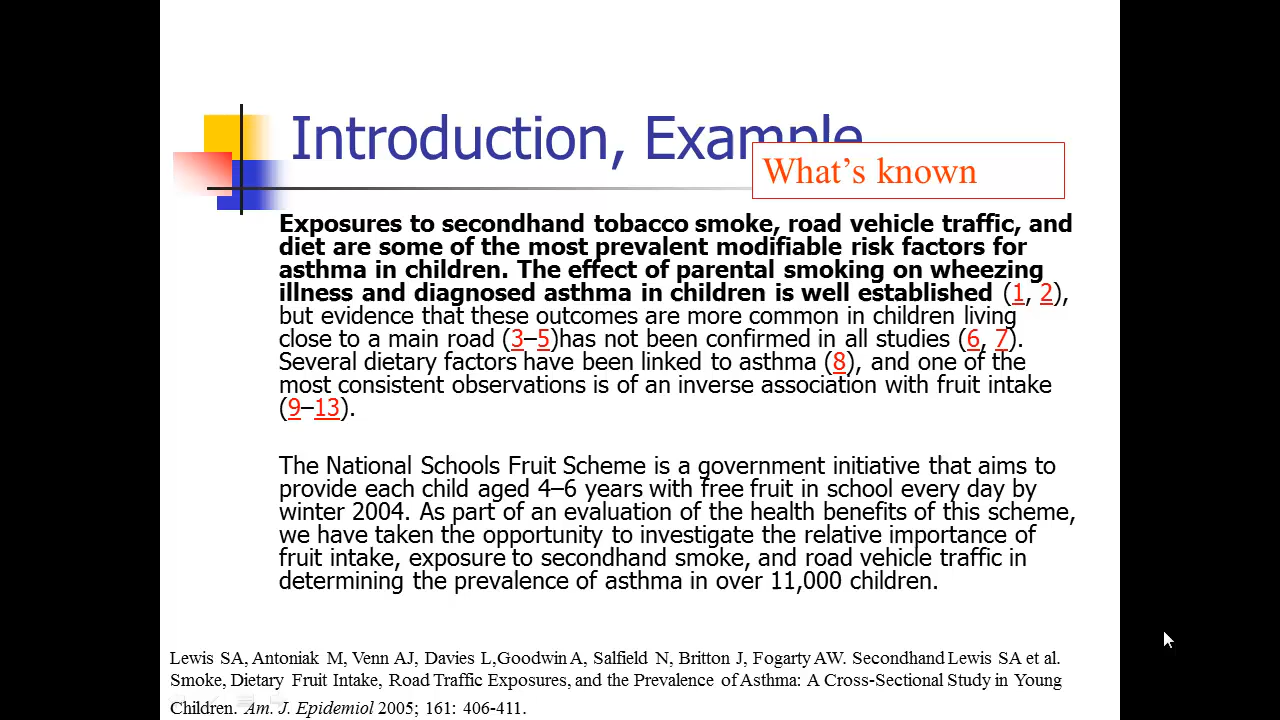 Introduction, Example
What's known
Exposures to secondhand tobacco smoke, road vehicle traffic, and
diet are some of the most prevalent modifiable risk factors for
asthma in children. The effect of parental smoking on wheezing
illness and diagnosed asthma in children is well established (1, 2),
but evidence that these outcomes are more common in children living
close to a main road (3–5)has not been confirmed in all studies (6, 7).
Several dietary factors have been linked to asthma (8), and one of the
most consistent observations is of an inverse association with fruit intake
(9–13).
The National Schools Fruit Scheme is a government initiative that aims to
provide each child aged 4–6 years with free fruit in school every day by
winter 2004. As part of an evaluation of the health benefits of this scheme,
we have taken the opportunity to investigate the relative importance of
fruit intake, exposure to secondhand smoke, and road vehicle traffic in
determining the prevalence of asthma in over 11,000 children.
Lewis SA, Antoniak M, Venn AJ, Davies L,Goodwin A, Salfield N, Britton J, Fogarty AW. Secondhand Lewis SA et al.
Smoke, Dietary Fruit Intake, Road Traffic Exposures, and the Prevalence of Asthma: A Cross-Sectional Study in Young
Children. Am. J. Epidemiol 2005; 161: 406-411.